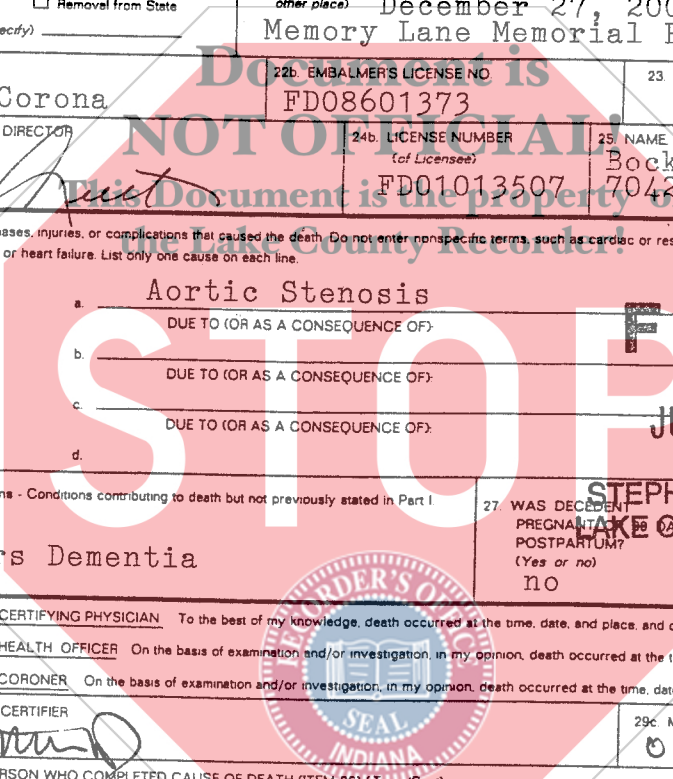 Removal from State
other place) December 27, 200
ecify)
Memory Lane Memorial P
Document is
22b. EMBALMER'S LICENSE NO.
23.
Corona
FD08601373
NOT OFFICIAL!
DIRECTOR
24b. LICENSE NUMBER
(of Licensee)
25. NAME
Bock
FD01013507
7042
This Document is the property
the Lake County Recorder!
eases, injuries, or complications that caused the death. Do not enter nonspecific terms, such as cardiac or res
or heart failure. List only one cause on each line.
a. Aortic Stenosis
DUE TO (OR AS A CONSEQUENCE OF):
F
b.
DUE TO (OR AS A CONSEQUENCE OF):
c.
DUE TO (OR AS A CONSEQUENCE OF):
JU
d.
STOP
ns - Conditions contributing to death but not previously stated in Part I.
27. WAS DECEDENT
PREGNANT OR 90 DA
POSTPARTUM?
(Yes or no)
no
STEPH
LAKE C
rs Dementia
RECORDER'S OFFICE
SEAL
INDIANA
CERTIFYING PHYSICIAN To the best of my knowledge, death occurred at the time, date, and place, and d
HEALTH OFFICER On the basis of examination and/or investigation, in my opinion, death occurred at the t
CORONER On the basis of examination and/or investigation, in my opinion, death occurred at the time, dat
CERTIFIER
29c. M
0
RSON WHO COMPLETED CAUSE OF DEATH (ITEM 26)